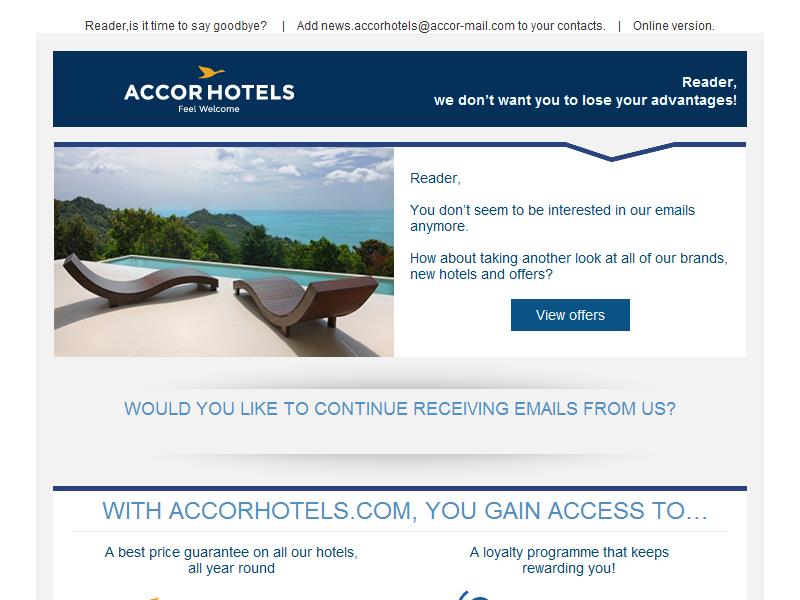 Reader,is it time to say goodbye? | Add news.accorhotels@accor-mail.com to your contacts. | Online version.
ACCORHOTELS
Feel Welcome
Reader,
we don't want you to lose your advantages!
Reader,
You don't seem to be interested in our emails
anymore.
How about taking another look at all of our brands,
new hotels and offers?
View offers
WOULD YOU LIKE TO CONTINUE RECEIVING EMAILS FROM US?
WITH ACCORHOTELS.COM, YOU GAIN ACCESS TO…
A best price guarantee on all our hotels,
all year round
A loyalty programme that keeps
rewarding you!